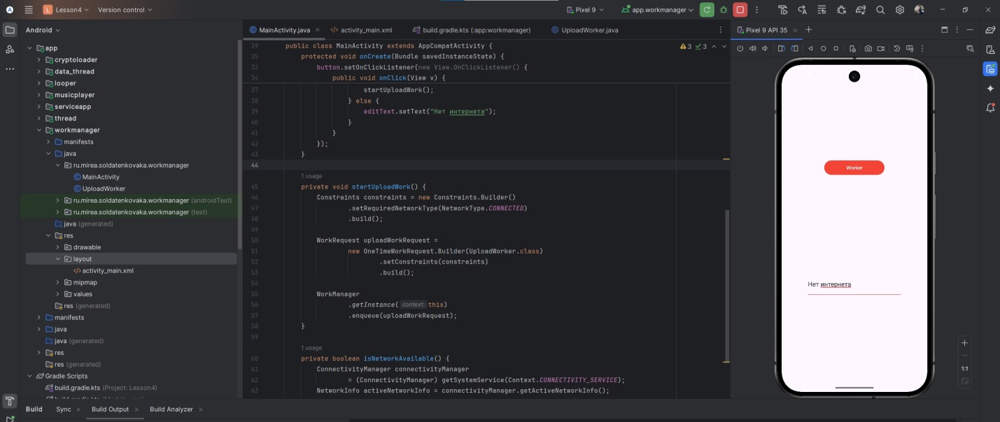 Lesson4
Version control
Pixel 9
app.workmanager
Android
MainActivity.java
activity_main.xml
build.gradle.kts (:app:workmanager)
UploadWorker.java
Pixel 9 API 35
app
cryptoloader
data_thread
looper
musicplayer
serviceapp
thread
workmanager
manifests
java
ru.mirea.soldatenkovaka.workmanager
MainActivity
UploadWorker
ru.mirea.soldatenkovaka.workmanager (androidTest)
ru.mirea.soldatenkovaka.workmanager (test)
java (generated)
res
drawable
layout
activity_main.xml
mipmap
values
res (generated)
manifests
java
java (generated)
res
res (generated)
Gradle Scripts
build.gradle.kts (Project: Lesson4)
3 3
19 public class MainActivity extends AppCompatActivity {
25 protected void onCreate(Bundle savedInstanceState) {
32 button.setOnClickListener(new View.OnClickListener() {
34 public void onClick(View v) {
37 startUploadWork();
38 } else {
39 editText.setText("Нет интернета");
40 }
41 }
42 });
43 }
44
1 usage
45 private void startUploadWork() {
46 Constraints constraints = new Constraints.Builder()
47 .setRequiredNetworkType(NetworkType.CONNECTED)
48 .build();
49
50 WorkRequest uploadWorkRequest =
51 new OneTimeWorkRequest.Builder(UploadWorker.class)
52 .setConstraints(constraints)
53 .build();
54
55 WorkManager
56 .getInstance( context: this)
57 .enqueue(uploadWorkRequest);
58 }
59
1 usage
60 private boolean isNetworkAvailable() {
61 ConnectivityManager connectivityManager
62 = (ConnectivityManager) getSystemService(Context.CONNECTIVITY_SERVICE);
63 NetworkInfo activeNetworkInfo = connectivityManager.getActiveNetworkInfo();
Worker
Нет интернета
1:1
Build
Sync
Build Output
Build Analyzer